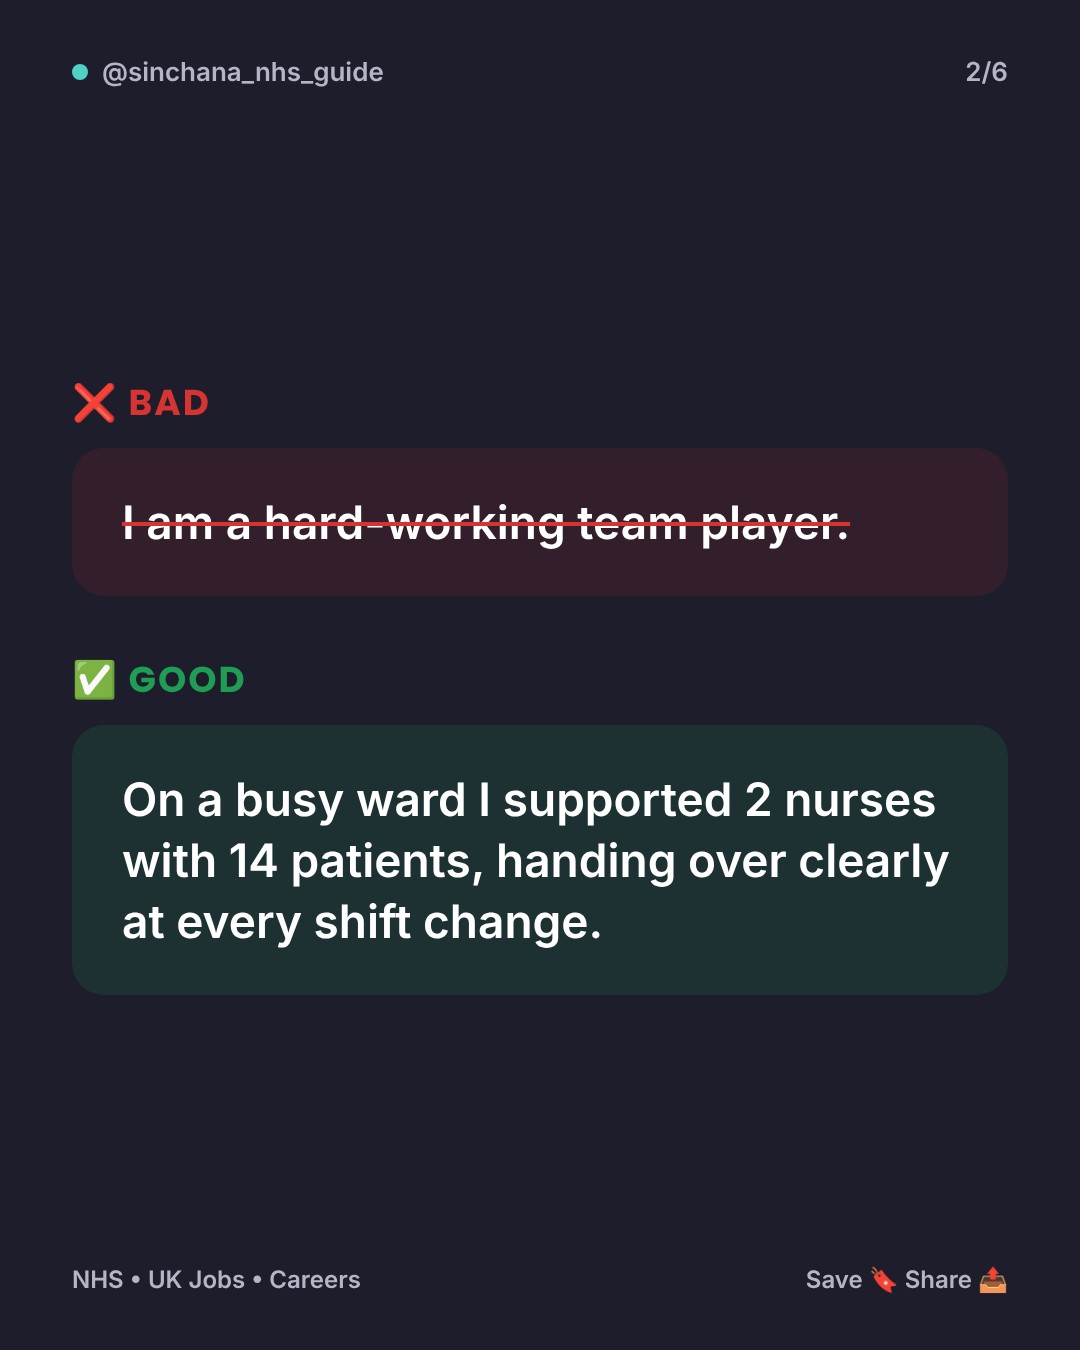 @sinchana_nhs_guide
2/6
❌ BAD
I am a hard-working team player.
✅ GOOD
On a busy ward I supported 2 nurses
with 14 patients, handing over clearly
at every shift change.
NHS • UK Jobs • Careers
Save 🔖 Share 📤